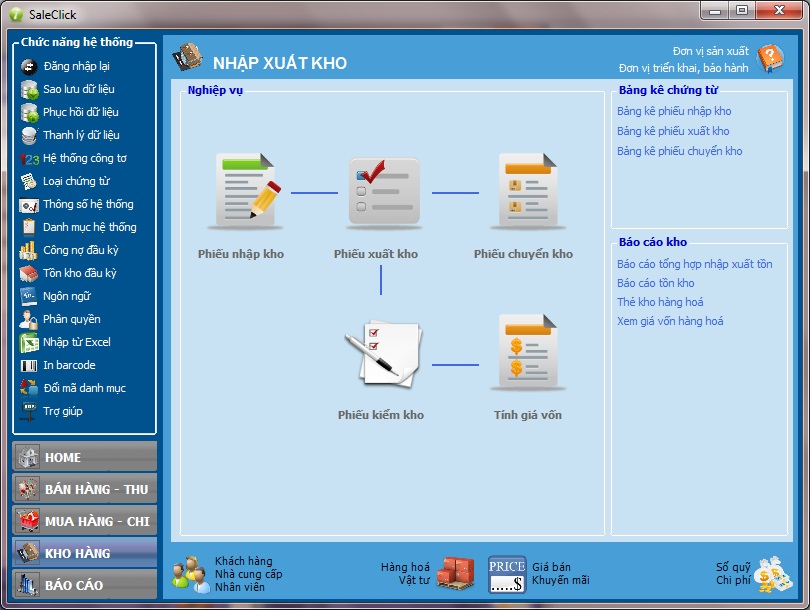 SaleClick
Chức năng hệ thống
Đăng nhập lại
Sao lưu dữ liệu
Phục hồi dữ liệu
Thanh lý dữ liệu
123 Hệ thống công tơ
Loại chứng từ
Thông số hệ thống
Danh mục hệ thống
Công nợ đầu kỳ
Tồn kho đầu kỳ
Ngôn ngữ
Phân quyền
Nhập từ Excel
In barcode
Đổi mã danh mục
Trợ giúp
HOME
BÁN HÀNG - THU
MUA HÀNG - CHI
KHO HÀNG
BÁO CÁO
NHẬP XUẤT KHO
Đơn vị sản xuất
Đơn vị triển khai, bảo hành
Nghiệp vụ
Phiếu nhập kho
Phiếu xuất kho
Phiếu chuyển kho
Phiếu kiểm kho
Tính giá vốn
Bảng kê chứng từ
Bảng kê phiếu nhập kho
Bảng kê phiếu xuất kho
Bảng kê phiếu chuyển kho
Báo cáo kho
Báo cáo tổng hợp nhập xuất tồn
Báo cáo tồn kho
Thẻ kho hàng hoá
Xem giá vốn hàng hoá
Khách hàng
Nhà cung cấp
Nhân viên
Hàng hoá
Vật tư
PRICE
....$
Giá bán
Khuyến mãi
Sổ quỹ
Chi phí